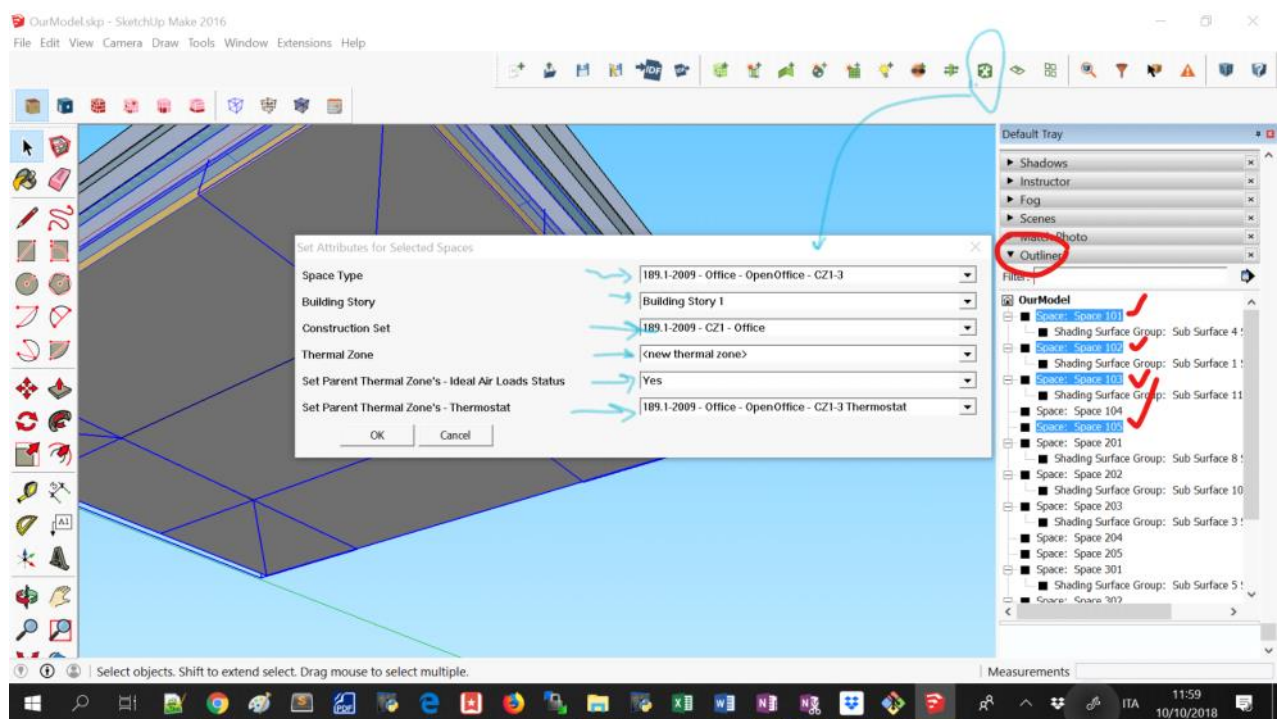 OurModel.skp - SketchUp Make 2016
File Edit View Camera Draw Tools Window Extensions Help
IDF
Default Tray
Shadows
Instructor
Fog
Scenes
Match Photo
Outliner
Filter:
OurModel
Space: Space 101
Shading Surface Group: Sub Surface 4
Space: Space 102
Shading Surface Group: Sub Surface 1
Space: Space 103
Shading Surface Group: Sub Surface 11
Space: Space 104
Space: Space 105
Space: Space 201
Shading Surface Group: Sub Surface 8
Space: Space 202
Shading Surface Group: Sub Surface 10
Space: Space 203
Shading Surface Group: Sub Surface 3
Space: Space 204
Space: Space 205
Space: Space 301
Shading Surface Group: Sub Surface 5
Space: Space 302
Set Attributes for Selected Spaces
Space Type 189.1-2009 - Office - OpenOffice - CZ1-3
Building Story Building Story 1
Construction Set 189.1-2009 - CZ1 - Office
Thermal Zone <new thermal zone>
Set Parent Thermal Zone's - Ideal Air Loads Status Yes
Set Parent Thermal Zone's - Thermostat 189.1-2009 - Office - OpenOffice - CZ1-3 Thermostat
OK Cancel
A1
Select objects. Shift to extend select. Drag mouse to select multiple.
Measurements
ITA
11:59
10/10/2018